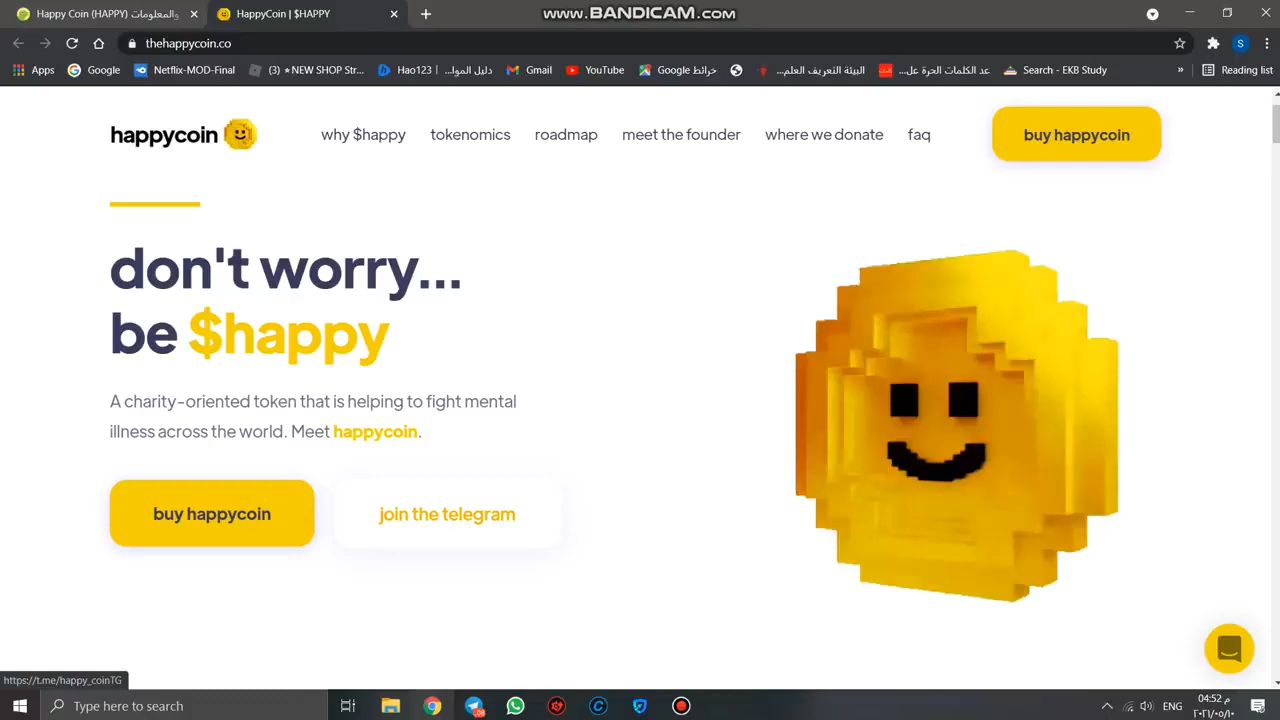 www.BANDICAM.com
Happy Coin (HAPPY) والمعلومات
HappyCoin | $HAPPY
thehappycoin.co
S
Apps
Google
Netflix-MOD-Final
(3) ★NEW SHOP Str...
Hao123 | دليل الموا...
Gmail
YouTube
خرائط Google
البيئة التعريف العلم...
عد الكلمات الحرة عل...
Search - EKB Study
»
Reading list
happycoin
why $happy
tokenomics
roadmap
meet the founder
where we donate
faq
buy happycoin
don't worry...
be $happy
A charity-oriented token that is helping to fight mental
illness across the world. Meet happycoin.
buy happycoin
join the telegram
https://t.me/happy_coinTG
Type here to search
ENG
04:52 م